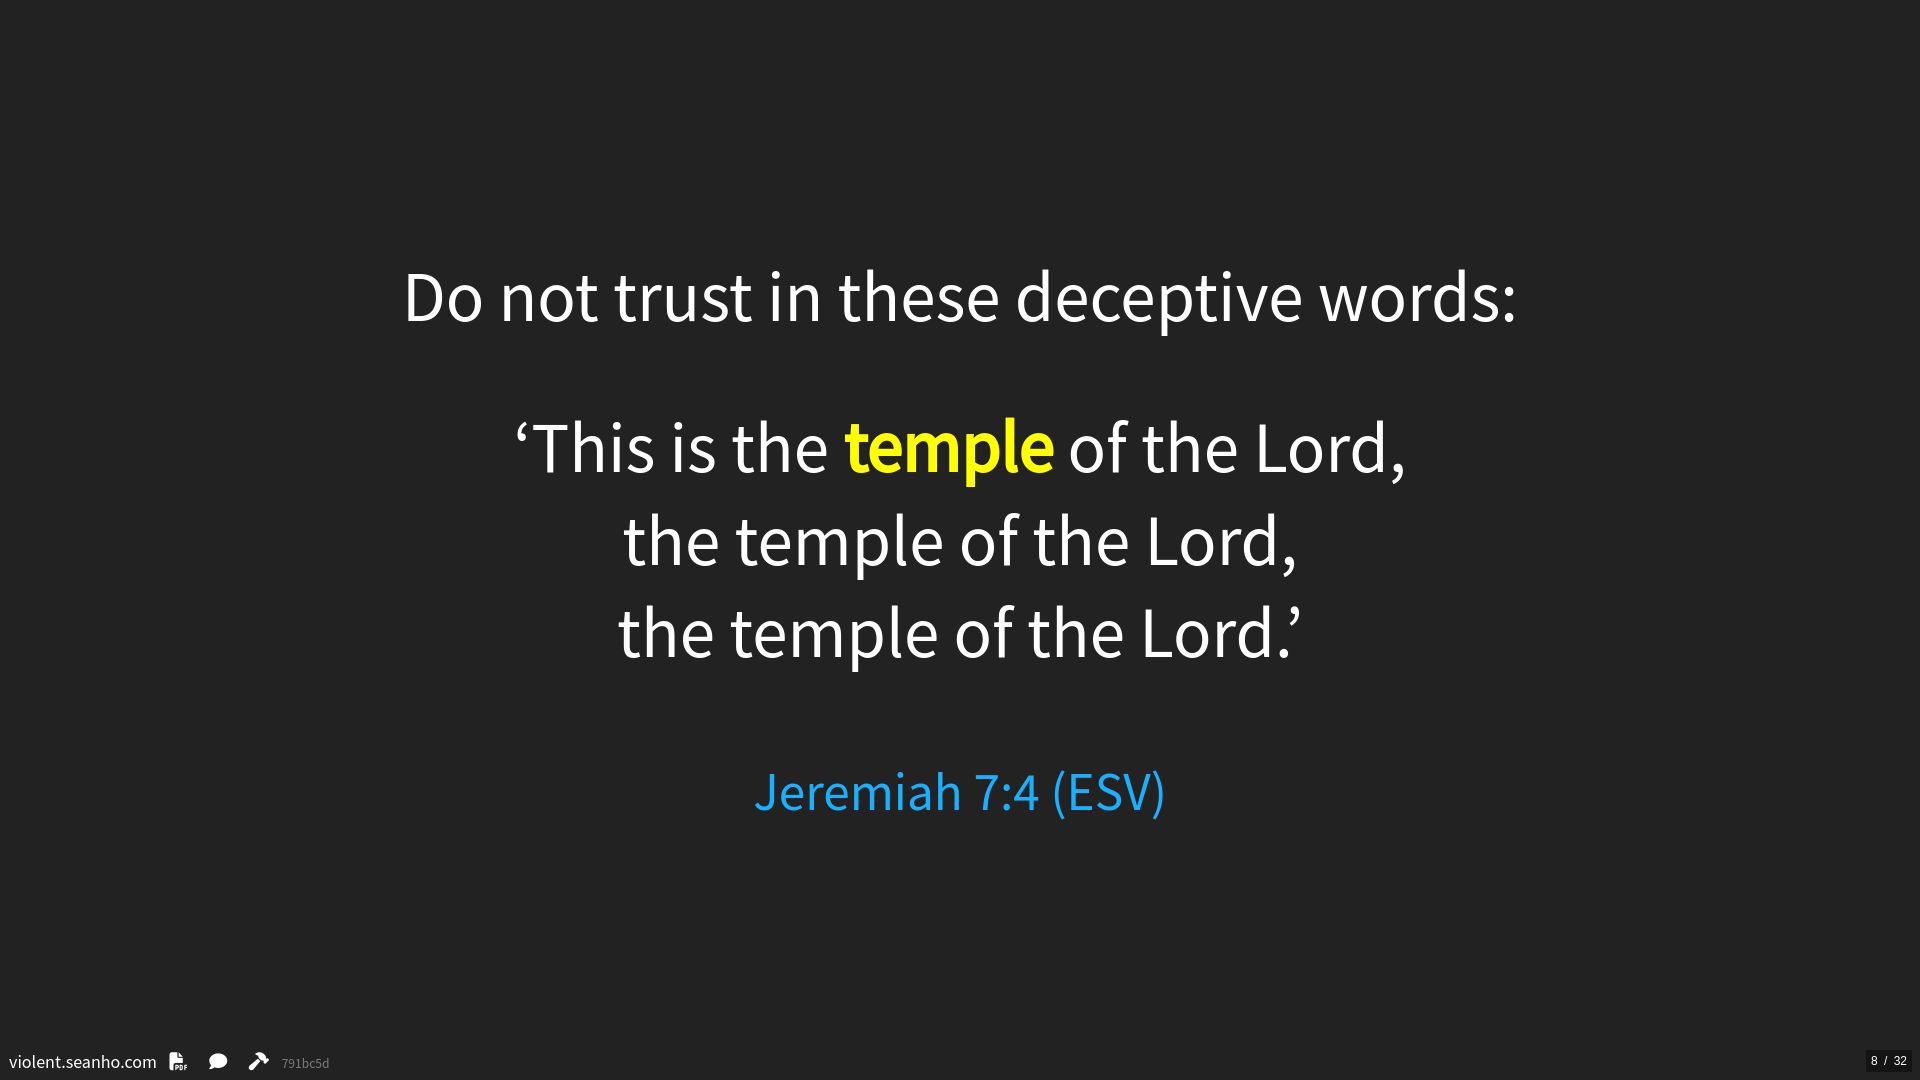 Do not trust in these deceptive words:
‘This is the temple of the Lord,
the temple of the Lord,
the temple of the Lord.’
Jeremiah 7:4 (ESV)
violent.seanho.com PDF 791bc5d
8 / 32